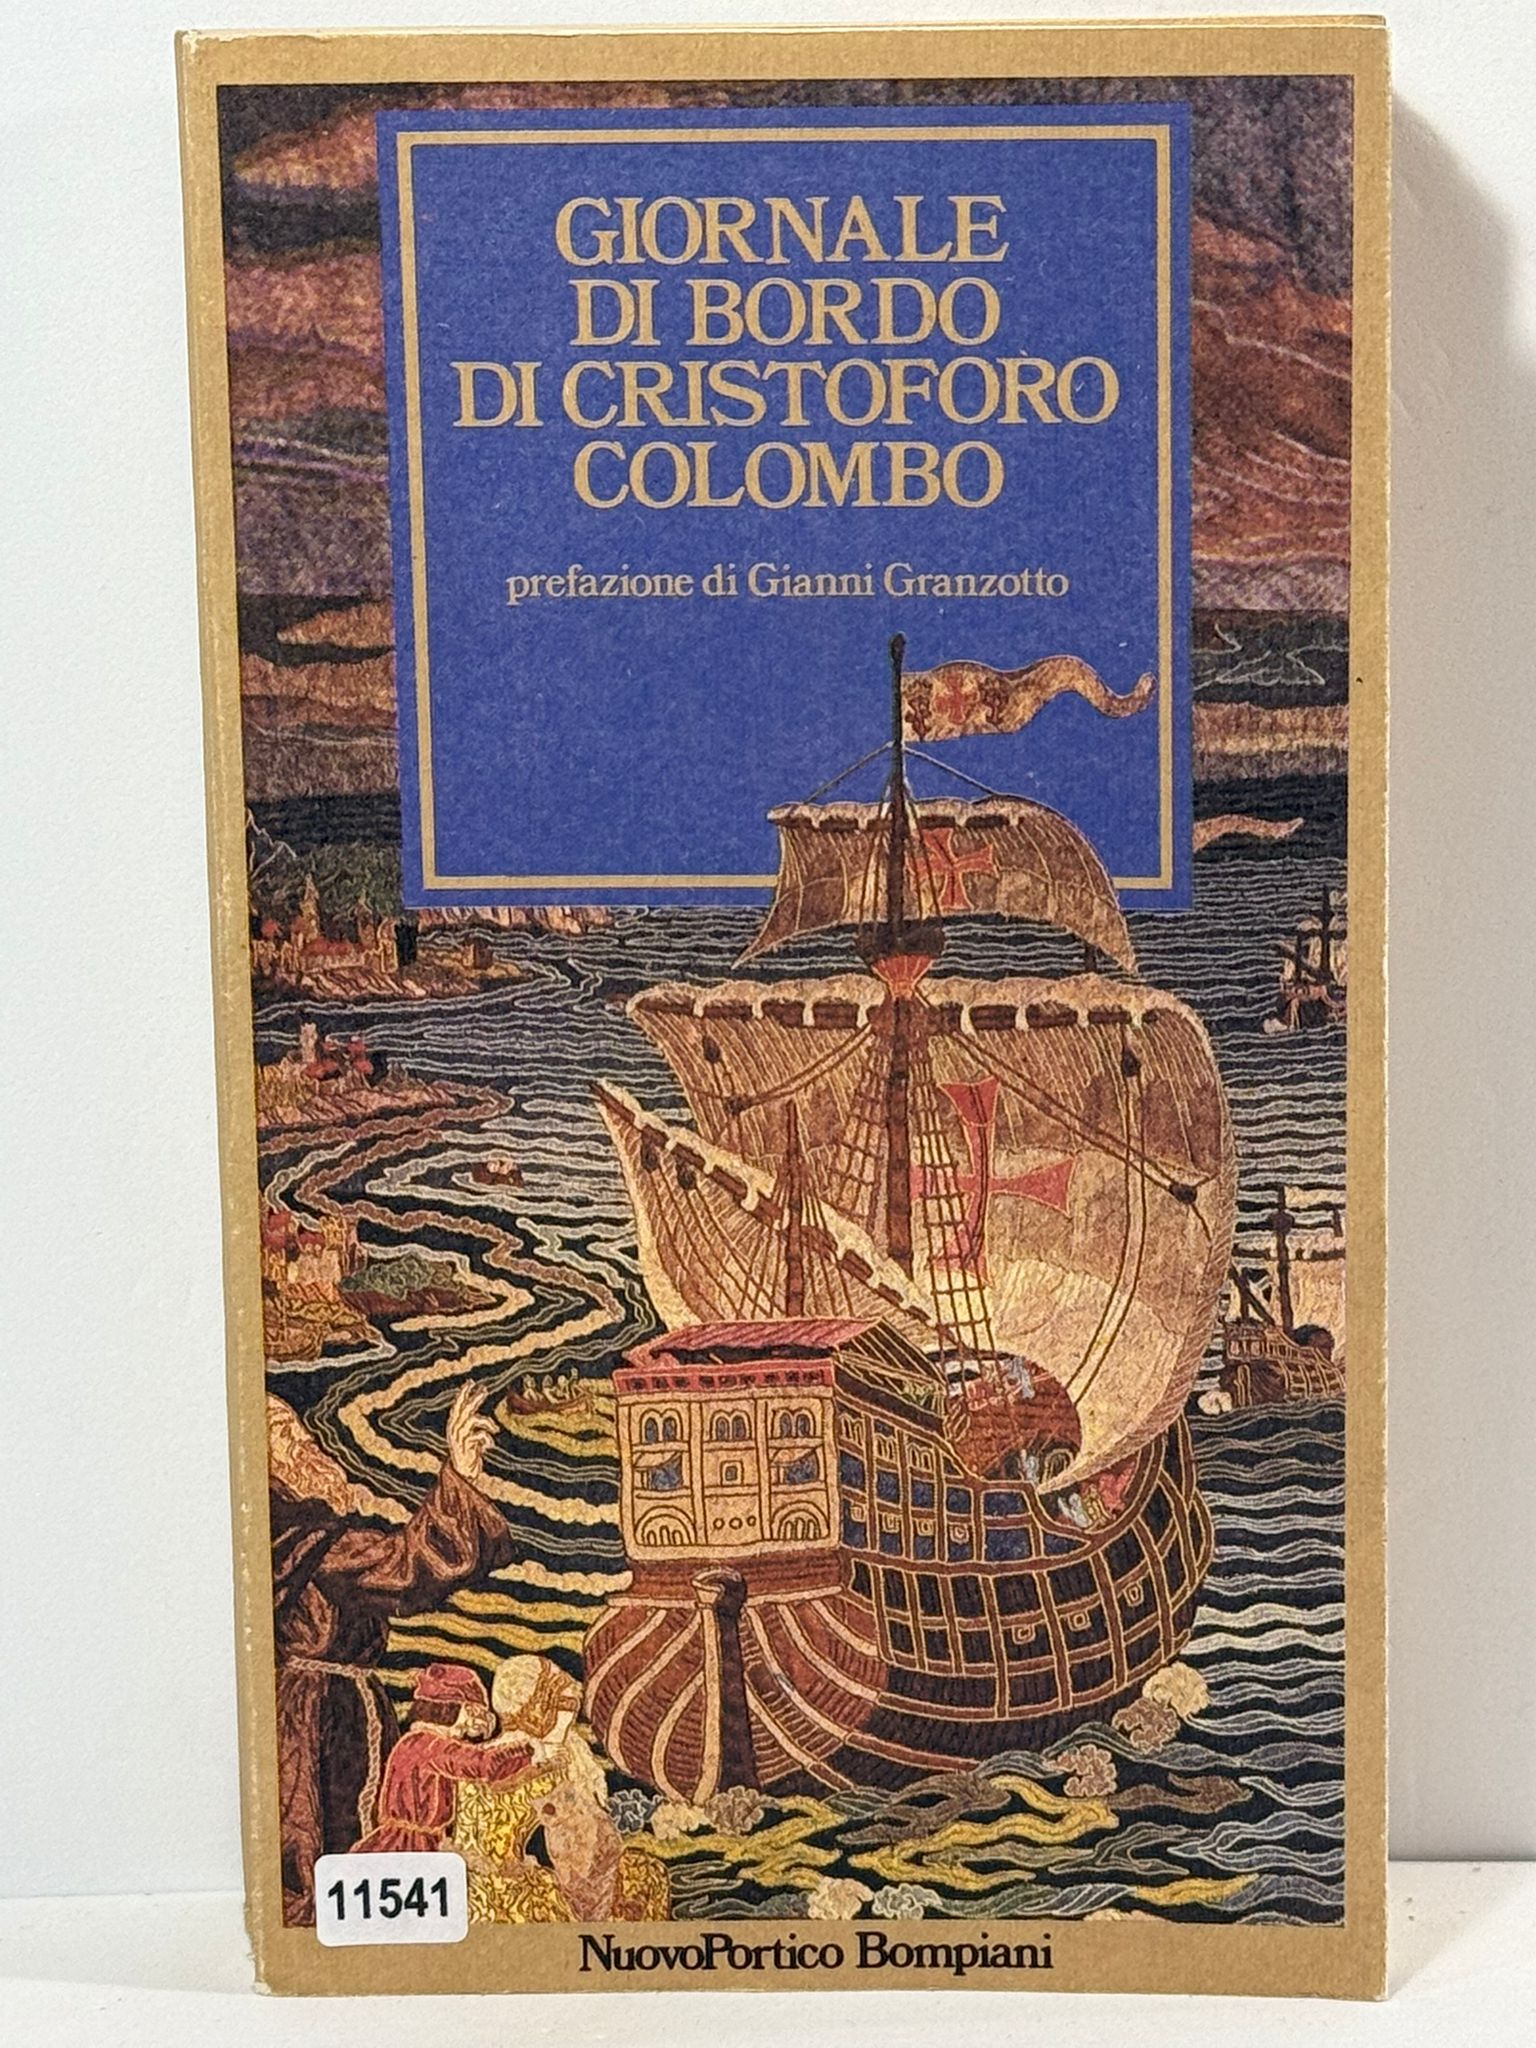 GIORNALE
DI BORDO
DI CRISTOFORO
COLOMBO
prefazione di Gianni Granzotto
11541
NuovoPortico Bompiani